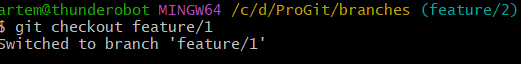 artem@thunderobot MINGW64 /c/d/ProGit/branches (feature/2)
$ git checkout feature/1
Switched to branch 'feature/1'